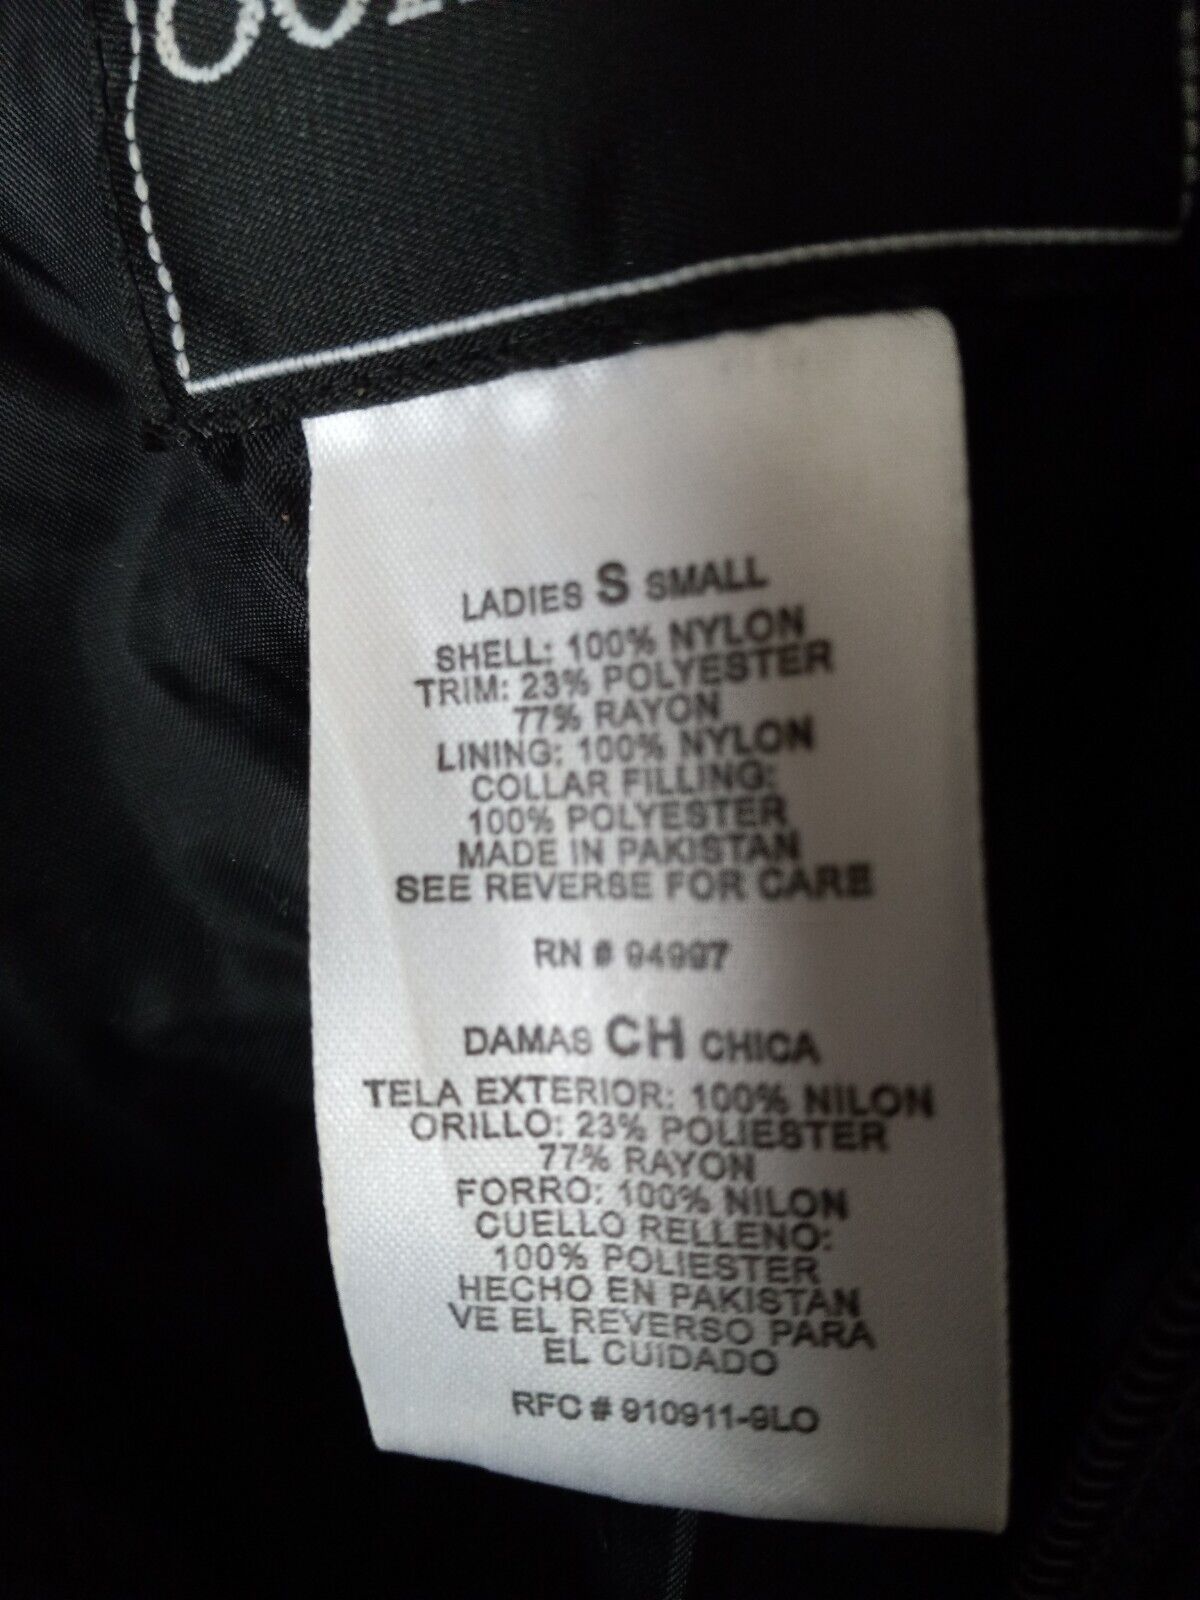 LADIES S SMALL
SHELL: 100% NYLON
TRIM: 23% POLYESTER
77% RAYON
LINING: 100% NYLON
COLLAR FILLING:
100% POLYESTER
MADE IN PAKISTAN
SEE REVERSE FOR CARE
RN # 94997
DAMAS CH CHICA
TELA EXTERIOR: 100% NILON
ORILLO: 23% POLIESTER
77% RAYON
FORRO: 100% NILON
CUELLO RELLENO:
100% POLIESTER
HECHO EN PAKISTAN
VE EL REVERSO PARA
EL CUIDADO
RFC # 910911-9LO